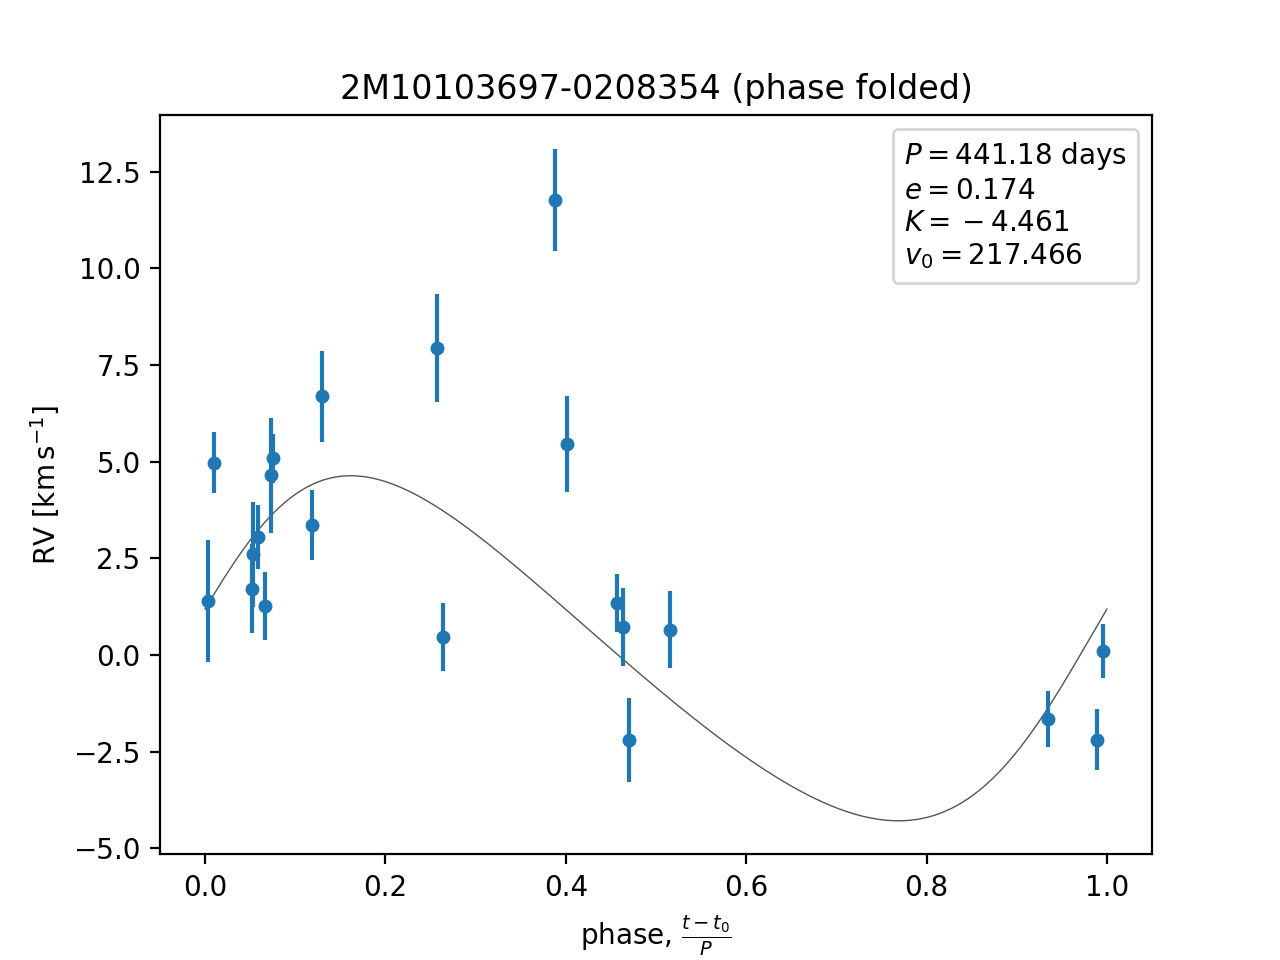 2M10103697-0208354 (phase folded)
P = 441.18 days
e = 0.174
K = −4.461
v₀ = 217.466
12.5
10.0
7.5
5.0
2.5
0.0
−2.5
−5.0
RV [km s⁻¹]
0.0 0.2 0.4 0.6 0.8 1.0
phase, (t − t₀)/P